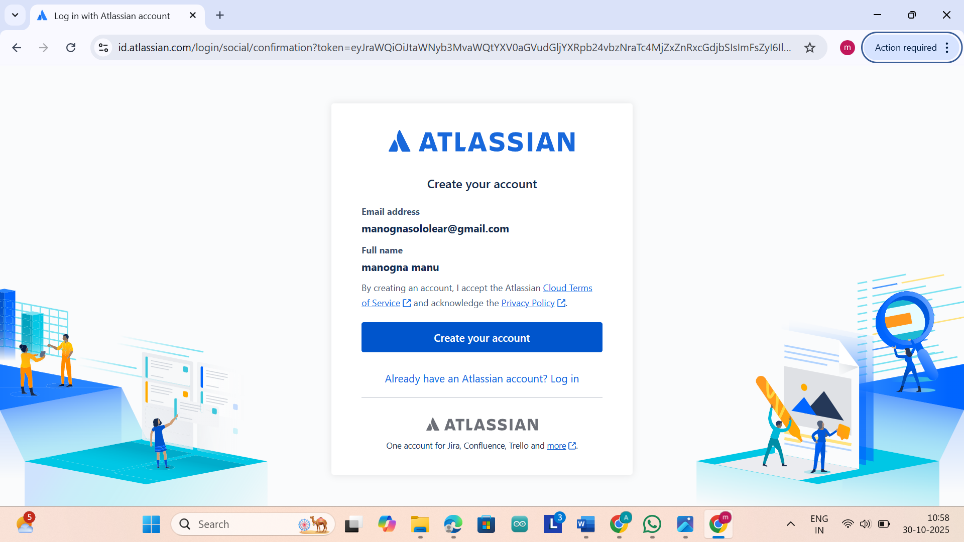 Log in with Atlassian account
id.atlassian.com/login/social/confirmation?token=
m
Action required
ATLASSIAN
Create your account
Email address
manognasololear@gmail.com
Full name
manogna manu
By creating an account, I accept the Atlassian Cloud Terms
of Service and acknowledge the Privacy Policy.
Create your account
Already have an Atlassian account? Log in
ATLASSIAN
One account for Jira, Confluence, Trello and more.
5
Search
L
3
W
A
m
ENG
IN
10:58
30-10-2025